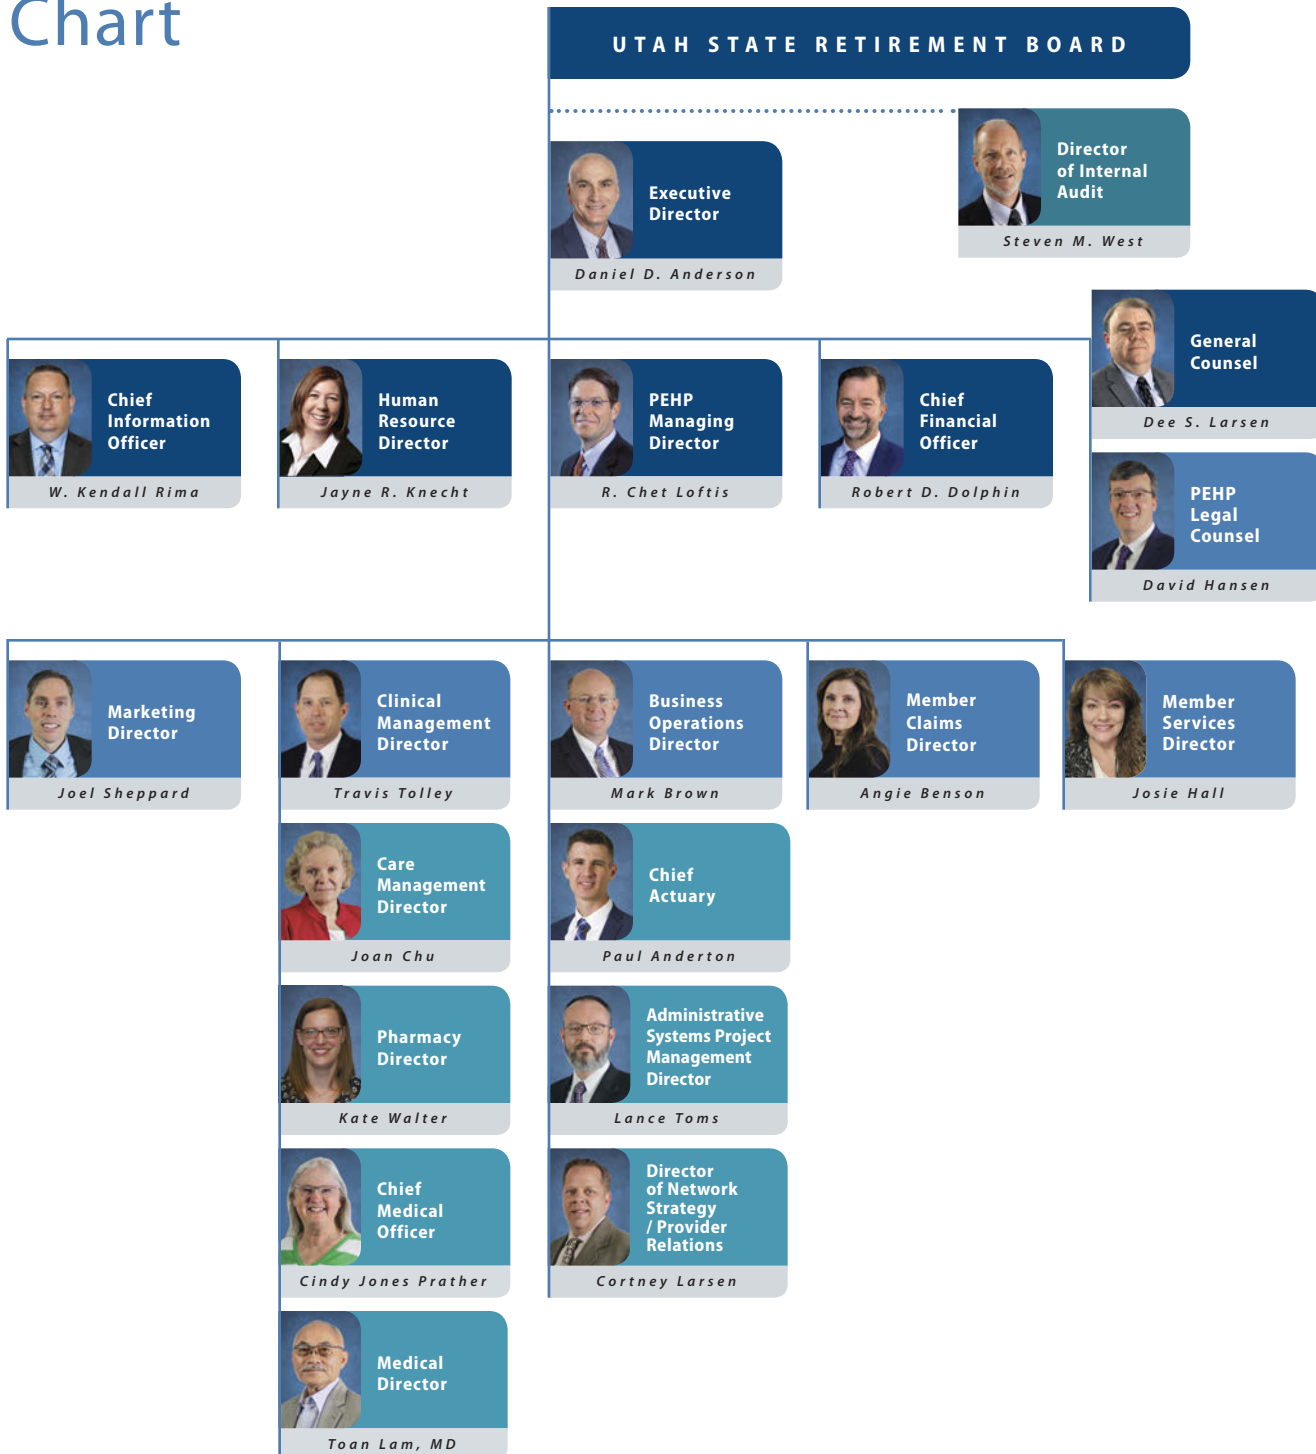 Chart
UTAH STATE RETIREMENT BOARD
Director
of Internal
Audit
Steven M. West
Executive
Director
Daniel D. Anderson
General
Counsel
Dee S. Larsen
Chief
Information
Officer
W. Kendall Rima
Human
Resource
Director
Jayne R. Knecht
PEHP
Managing
Director
R. Chet Loftis
Chief
Financial
Officer
Robert D. Dolphin
PEHP
Legal
Counsel
David Hansen
Marketing
Director
Joel Sheppard
Clinical
Management
Director
Travis Tolley
Business
Operations
Director
Mark Brown
Member
Claims
Director
Angie Benson
Member
Services
Director
Josie Hall
Care
Management
Director
Joan Chu
Chief
Actuary
Paul Anderton
Pharmacy
Director
Kate Walter
Administrative
Systems Project
Management
Director
Lance Toms
Chief
Medical
Officer
Cindy Jones Prather
Director
of Network
Strategy
/ Provider
Relations
Cortney Larsen
Medical
Director
Toan Lam, MD